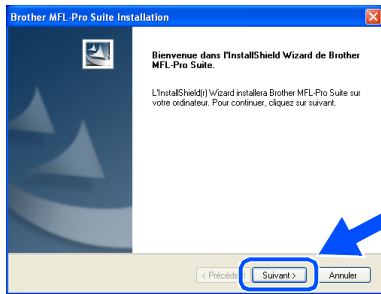 Brother MFL-Pro Suite Installation
Bienvenue dans l'InstallShield Wizard de Brother
MFL-Pro Suite.
L'InstallShield(r) Wizard installera Brother MFL-Pro Suite sur
votre ordinateur. Pour continuer, cliquez sur suivant.
< Précéden Suivant > Annuler